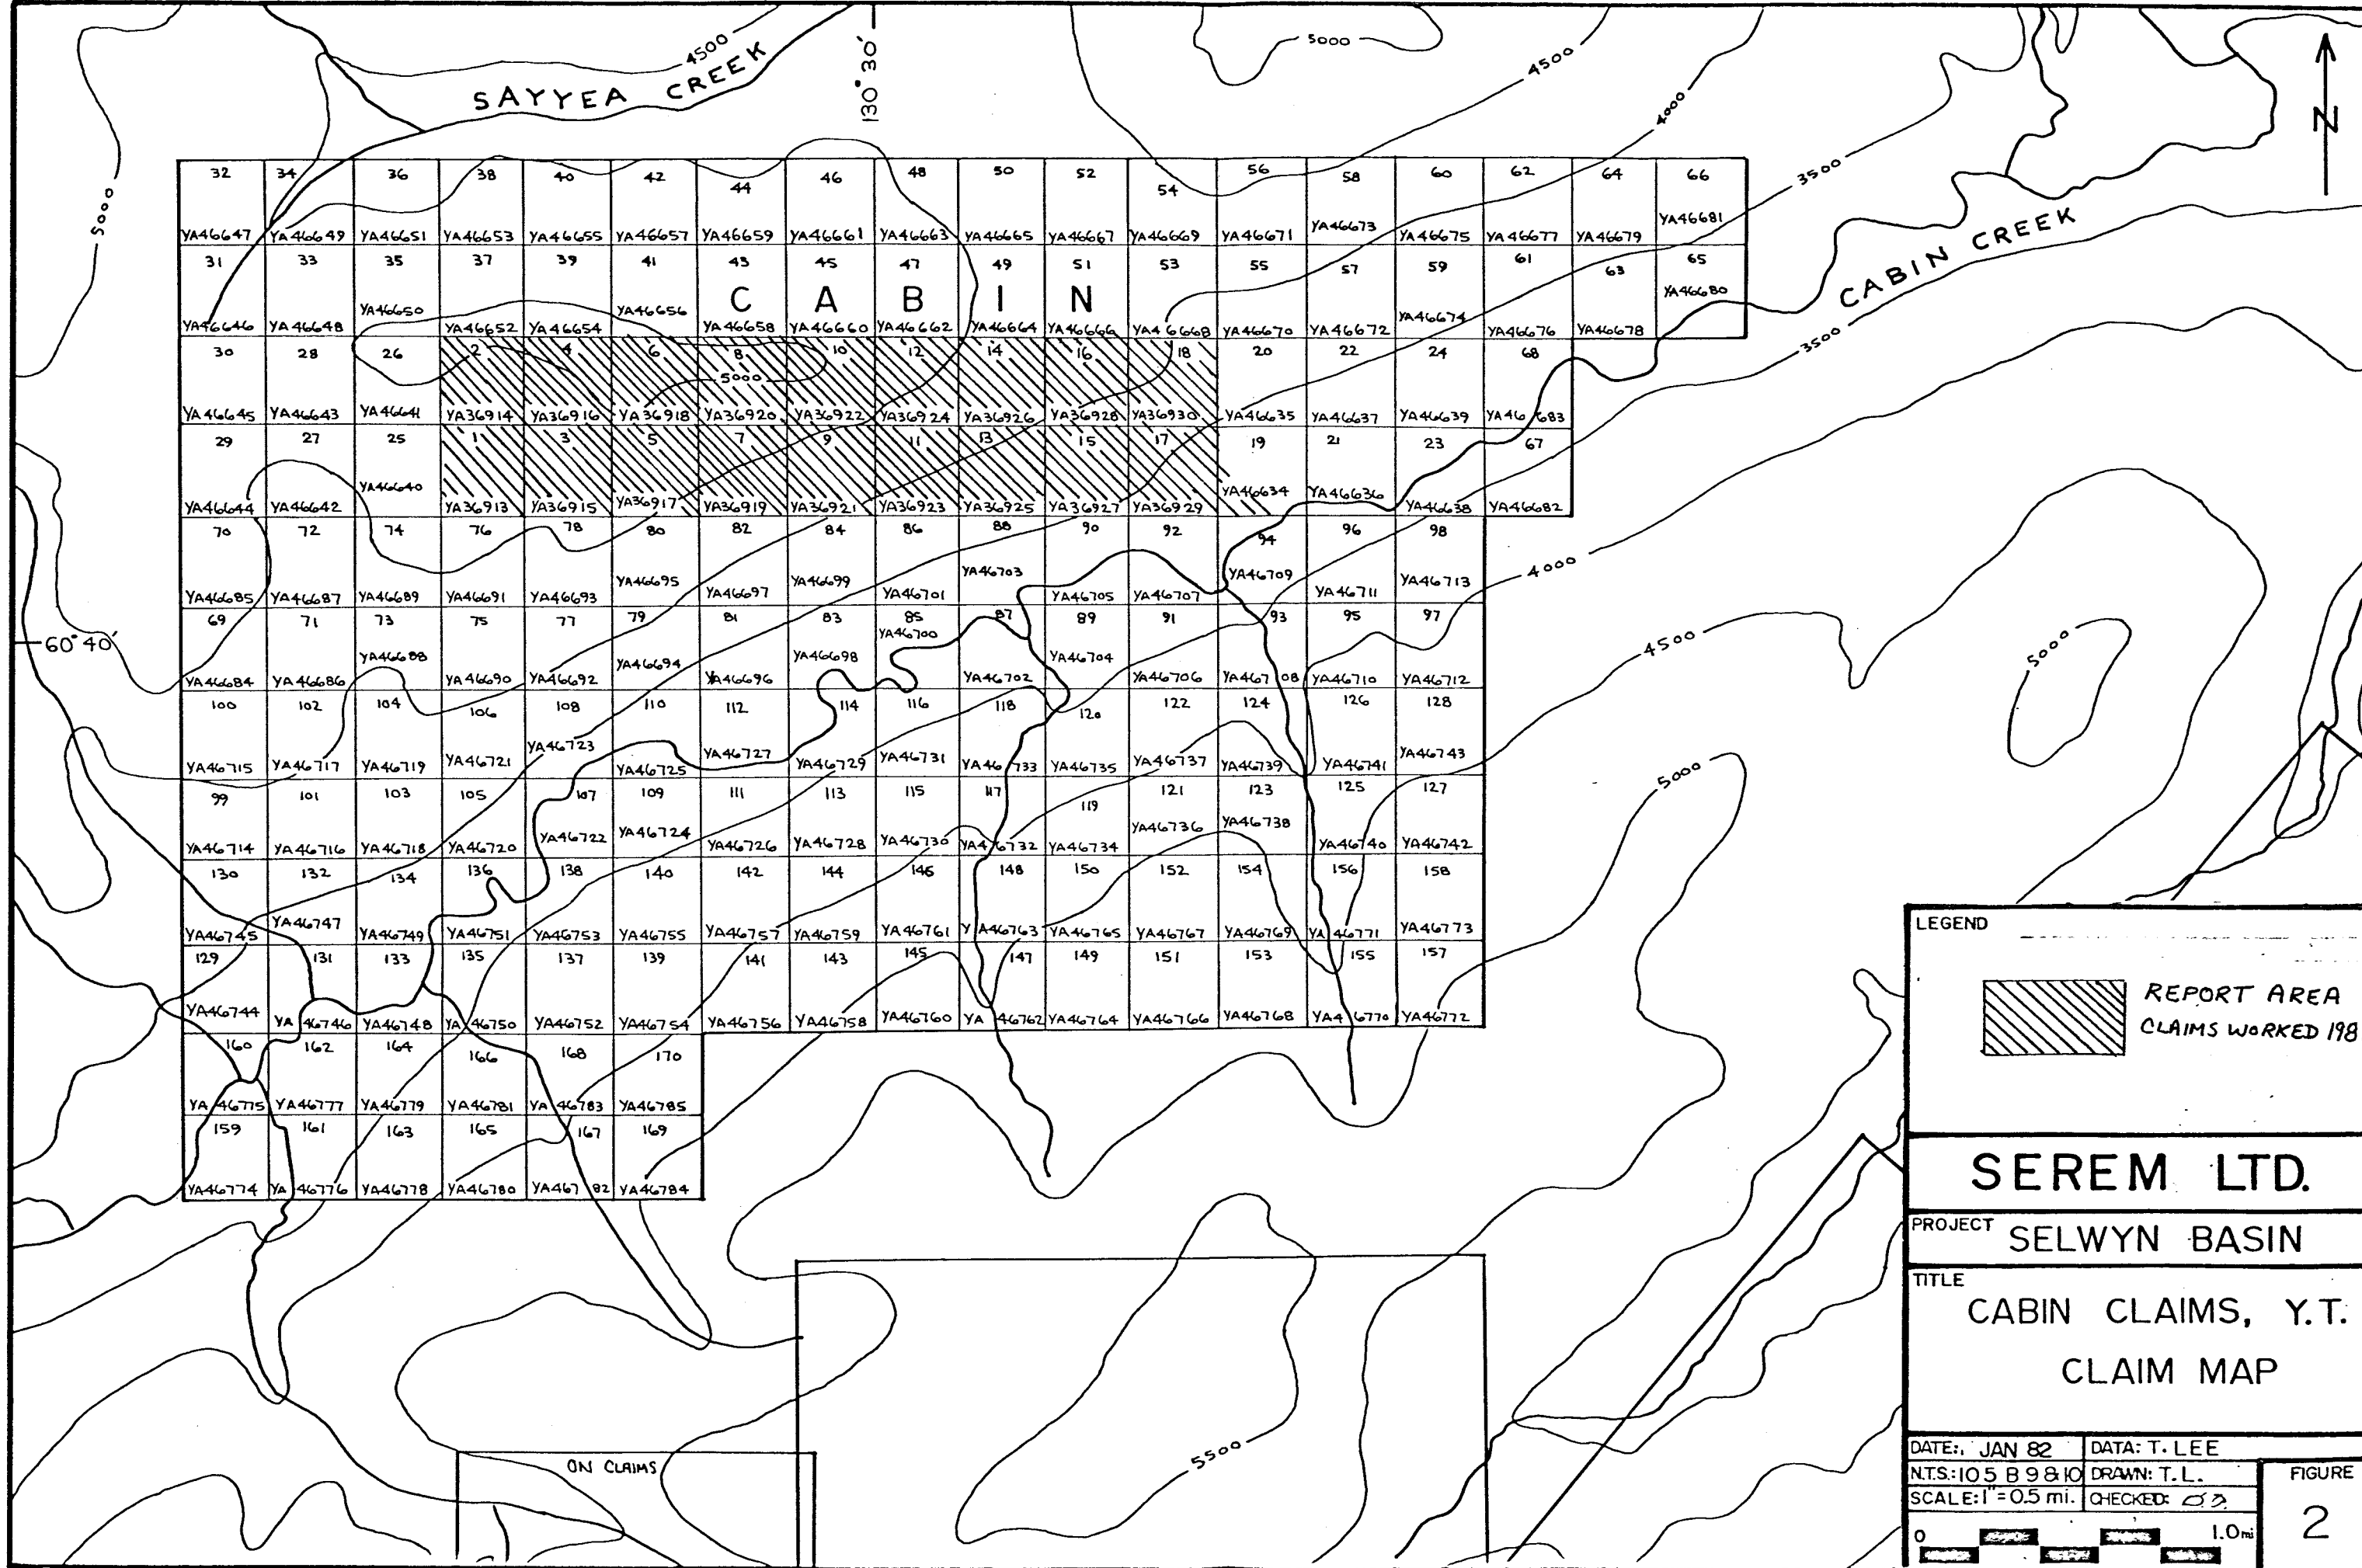 4500
5000
SAYYEA CREEK
130° 30'
4500
4000
N
5000
3500
32 34 36 38 40 42 44 46 48 50 52 54 56 58 60 62 64 66
YA46647 YA46649 YA46651 YA46653 YA46655 YA46657 YA46659 YA46661 YA46663 YA46665 YA46667 YA46669 YA46671 YA46673 YA46675 YA46677 YA46679 YA46681
CABIN CREEK
31 33 35 37 39 41 43 45 47 49 51 53 55 57 59 61 63 65
CABIN
YA46646 YA46648 YA46650 YA46652 YA46654 YA46656 YA46658 YA46660 YA46662 YA46664 YA46666 YA46668 YA46670 YA46672 YA46674 YA46676 YA46678 YA46680
3500
30 28 26 2 4 6 8 10 12 14 16 18 20 22 24 68
5000
YA46645 YA46643 YA46641 YA36914 YA36916 YA36918 YA36920 YA36922 YA36924 YA36926 YA36928 YA36930 YA46635 YA46637 YA46639 YA46683
29 27 25 1 3 5 7 9 11 13 15 17 19 21 23 67
YA46644 YA46642 YA46640 YA36913 YA36915 YA36917 YA36919 YA36921 YA36923 YA36925 YA36927 YA36929 YA46634 YA46636 YA46638 YA46682
70 72 74 76 78 80 82 84 86 88 90 92 94 96 98
4000
YA46685 YA46687 YA46689 YA46691 YA46693 YA46695 YA46697 YA46699 YA46701 YA46703 YA46705 YA46707 YA46709 YA46711 YA46713
60° 40'
69 71 73 75 77 79 81 83 85 87 89 91 93 95 97
4500
5000
YA46684 YA46686 YA46688 YA46690 YA46692 YA46694 YA46696 YA46698 YA46700 YA46702 YA46704 YA46706 YA46708 YA46710 YA46712
100 102 104 106 108 110 112 114 116 118 120 122 124 126 128
YA46715 YA46717 YA46719 YA46721 YA46723 YA46725 YA46727 YA46729 YA46731 YA46733 YA46735 YA46737 YA46739 YA46741 YA46743
5000
99 101 103 105 107 109 111 113 115 117 119 121 123 125 127
YA46714 YA46716 YA46718 YA46720 YA46722 YA46724 YA46726 YA46728 YA46730 YA46732 YA46734 YA46736 YA46738 YA46740 YA46742
130 132 134 136 138 140 142 144 146 148 150 152 154 156 158
YA46745 YA46747 YA46749 YA46751 YA46753 YA46755 YA46757 YA46759 YA46761 YA46763 YA46765 YA46767 YA46769 YA46771 YA46773
129 131 133 135 137 139 141 143 145 147 149 151 153 155 157
YA46744 YA46746 YA46748 YA46750 YA46752 YA46754 YA46756 YA46758 YA46760 YA46762 YA46764 YA46766 YA46768 YA46770 YA46772
160 162 164 166 168 170
YA46775 YA46777 YA46779 YA46781 YA46783 YA46785
159 161 163 165 167 169
YA46774 YA46776 YA46778 YA46780 YA46782 YA46784
5500
ON CLAIMS
LEGEND
REPORT AREA
CLAIMS WORKED 198
SEREM LTD.
PROJECT SELWYN BASIN
TITLE
CABIN CLAIMS, Y.T.
CLAIM MAP
DATE: JAN 82 DATA: T. LEE
N.T.S.: 105 B 9 & 10 DRAWN: T.L.
SCALE: 1" = 0.5 mi. CHECKED:
FIGURE
2
0 1.0 mi